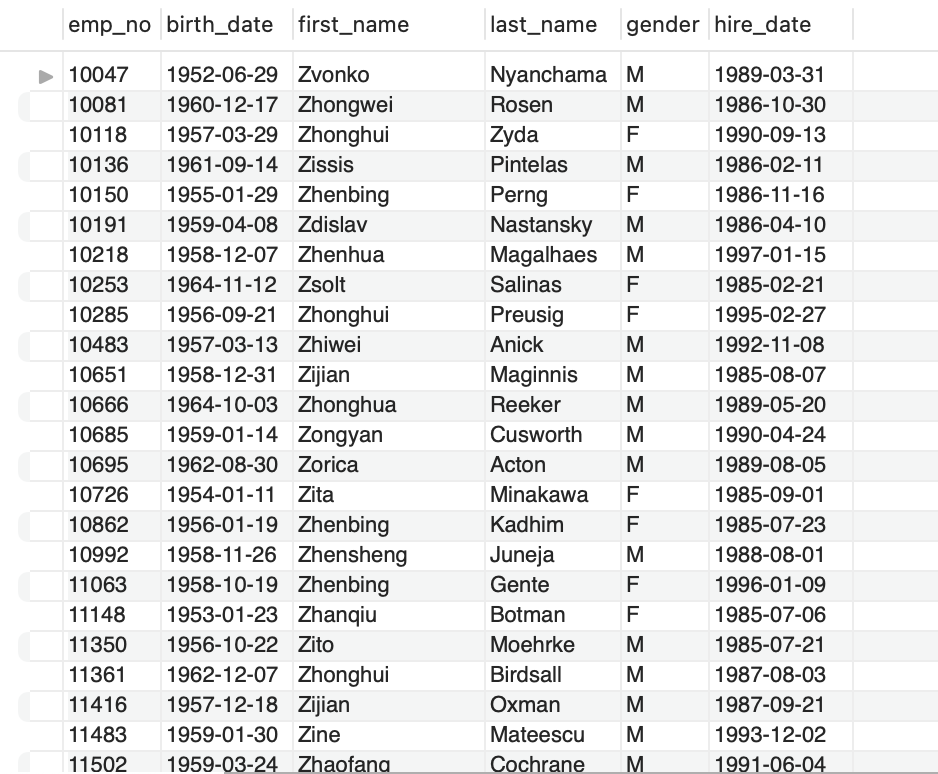 emp_no birth_date first_name last_name gender hire_date
10047 1952-06-29 Zvonko Nyanchama M 1989-03-31
10081 1960-12-17 Zhongwei Rosen M 1986-10-30
10118 1957-03-29 Zhonghui Zyda F 1990-09-13
10136 1961-09-14 Zissis Pintelas M 1986-02-11
10150 1955-01-29 Zhenbing Perng F 1986-11-16
10191 1959-04-08 Zdislav Nastansky M 1986-04-10
10218 1958-12-07 Zhenhua Magalhaes M 1997-01-15
10253 1964-11-12 Zsolt Salinas F 1985-02-21
10285 1956-09-21 Zhonghui Preusig F 1995-02-27
10483 1957-03-13 Zhiwei Anick M 1992-11-08
10651 1958-12-31 Zijian Maginnis M 1985-08-07
10666 1964-10-03 Zhonghua Reeker M 1989-05-20
10685 1959-01-14 Zongyan Cusworth M 1990-04-24
10695 1962-08-30 Zorica Acton M 1989-08-05
10726 1954-01-11 Zita Minakawa F 1985-09-01
10862 1956-01-19 Zhenbing Kadhim F 1985-07-23
10992 1958-11-26 Zhensheng Juneja M 1988-08-01
11063 1958-10-19 Zhenbing Gente F 1996-01-09
11148 1953-01-23 Zhanqiu Botman F 1985-07-06
11350 1956-10-22 Zito Moehrke M 1985-07-21
11361 1962-12-07 Zhonghui Birdsall M 1987-08-03
11416 1957-12-18 Zijian Oxman M 1987-09-21
11483 1959-01-30 Zine Mateescu M 1993-12-02
11502 1959-03-24 Zhaofang Cochrane M 1991-06-04